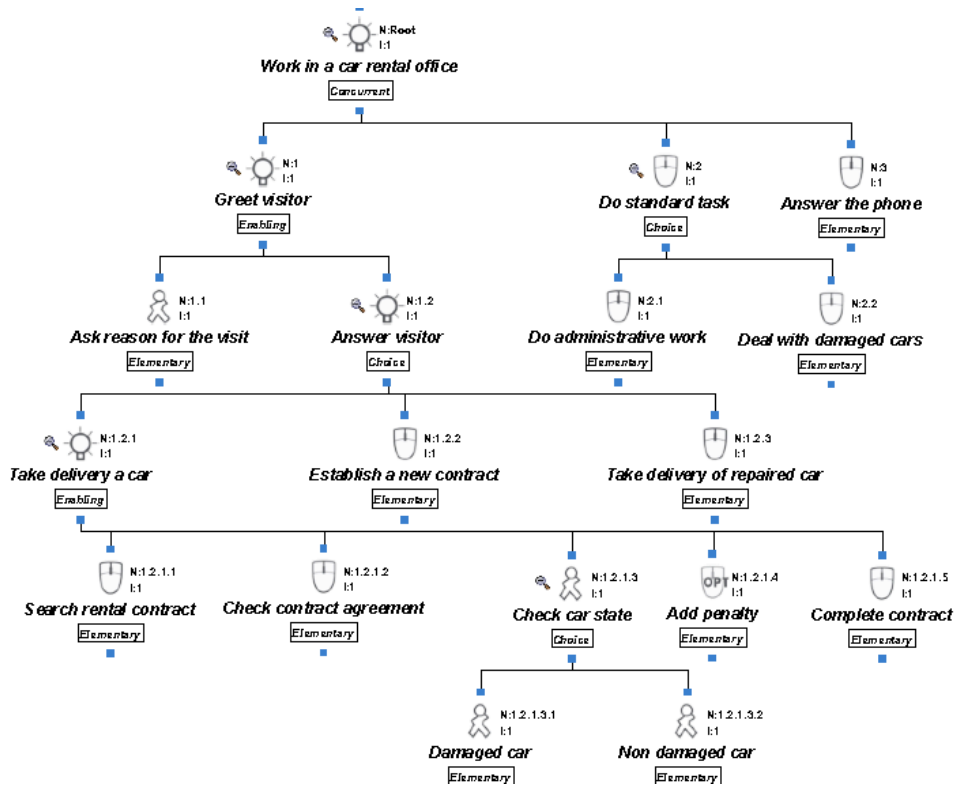 N:Root
I:1
Work in a car rental office
Concurrent
N:1
I:1
Greet visitor
Enabling
N:2
I:1
Do standard task
Choice
N:3
I:1
Answer the phone
Elementary
N:1.1
I:1
Ask reason for the visit
Elementary
N:1.2
I:1
Answer visitor
Choice
N:2.1
I:1
Do administrative work
Elementary
N:2.2
I:1
Deal with damaged cars
Elementary
N:1.2.1
I:1
Take delivery a car
Enabling
N:1.2.2
I:1
Establish a new contract
Elementary
N:1.2.3
I:1
Take delivery of repaired car
Elementary
N:1.2.1.1
I:1
Search rental contract
Elementary
N:1.2.1.2
I:1
Check contract agreement
Elementary
N:1.2.1.3
I:1
Check car state
Choice
OPT
N:1.2.1.4
I:1
Add penalty
Elementary
N:1.2.1.5
I:1
Complete contract
Elementary
N:1.2.1.3.1
I:1
Damaged car
Elementary
N:1.2.1.3.2
I:1
Non damaged car
Elementary